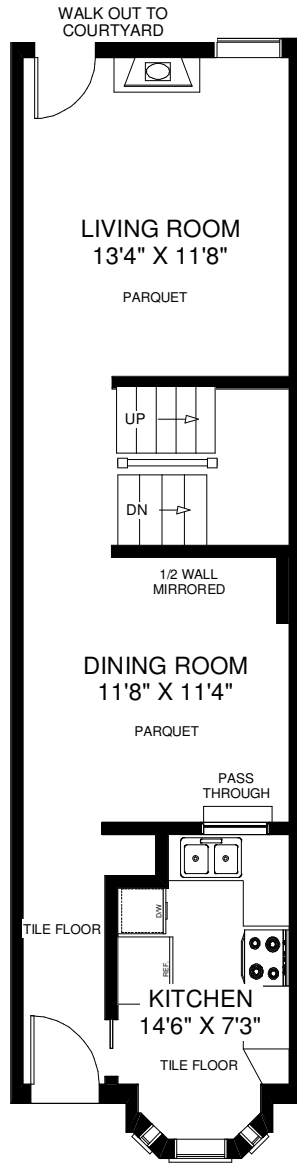 WALK OUT TO
COURTYARD
LIVING ROOM
13'4" X 11'8"
PARQUET
UP
DN
1/2 WALL
MIRRORED
DINING ROOM
11'8" X 11'4"
PARQUET
PASS
THROUGH
D/W
TILE FLOOR
REF.
KITCHEN
14'6" X 7'3"
TILE FLOOR